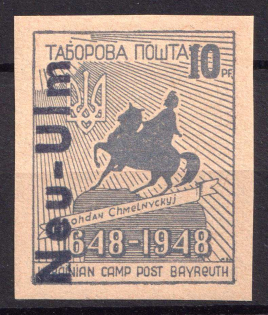 ТАБОРОВА ПОШТА
10 PF.
Neu-Ulm
Bohdan Chmelnyckyj
1648-1948
UKRAINIAN CAMP POST BAYREUTH